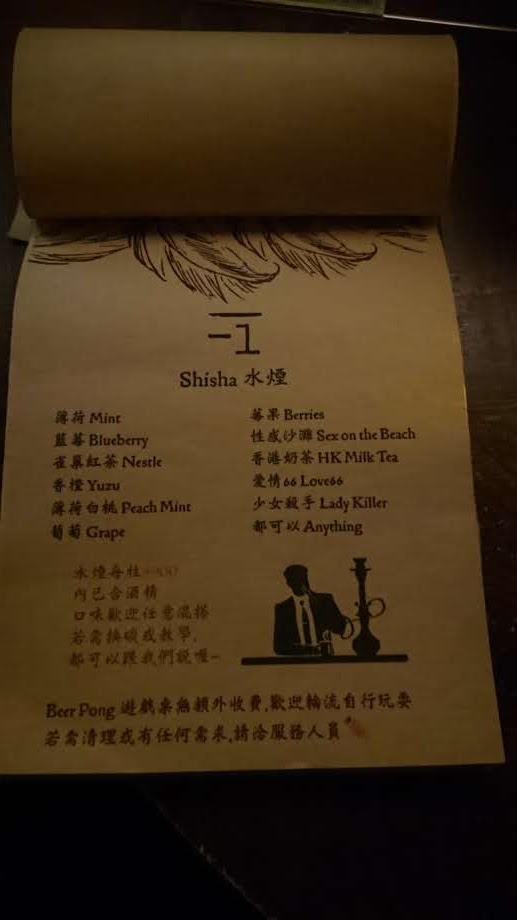 -1
Shisha 水煙
薄荷 Mint
藍莓 Blueberry
雀巢紅茶 Nestle
香橙 Yuzu
薄荷白桃 Peach Mint
葡萄 Grape
莓果 Berries
性感沙灘 Sex on the Beach
香港奶茶 HK Milk Tea
愛情66 Love66
少女殺手 Lady Killer
都可以 Anything
水煙每柱
內已含酒精
口味歡迎任意混搭
若需換碳或教學,
都可以跟我們說喔~
Beer Pong 遊戲桌無額外收費,歡迎輪流自行玩耍
若需清理或有任何需求,請洽服務人員